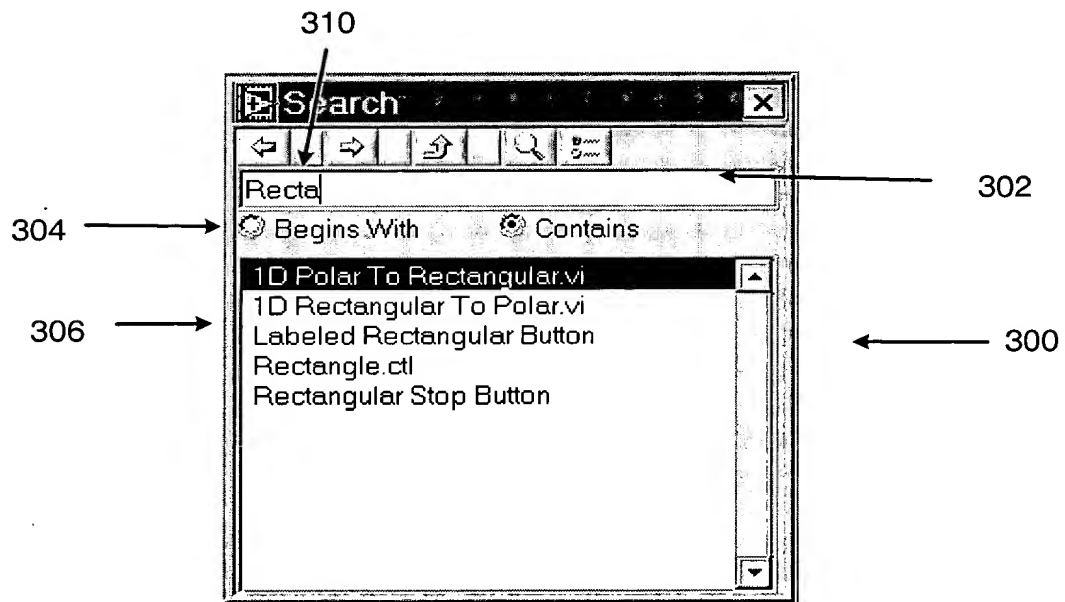 310
Search
Recta
302
304
Begins With
Contains
1D Polar To Rectangular.vi
1D Rectangular To Polar.vi
306
Labeled Rectangular Button
300
Rectangle.ctl
Rectangular Stop Button